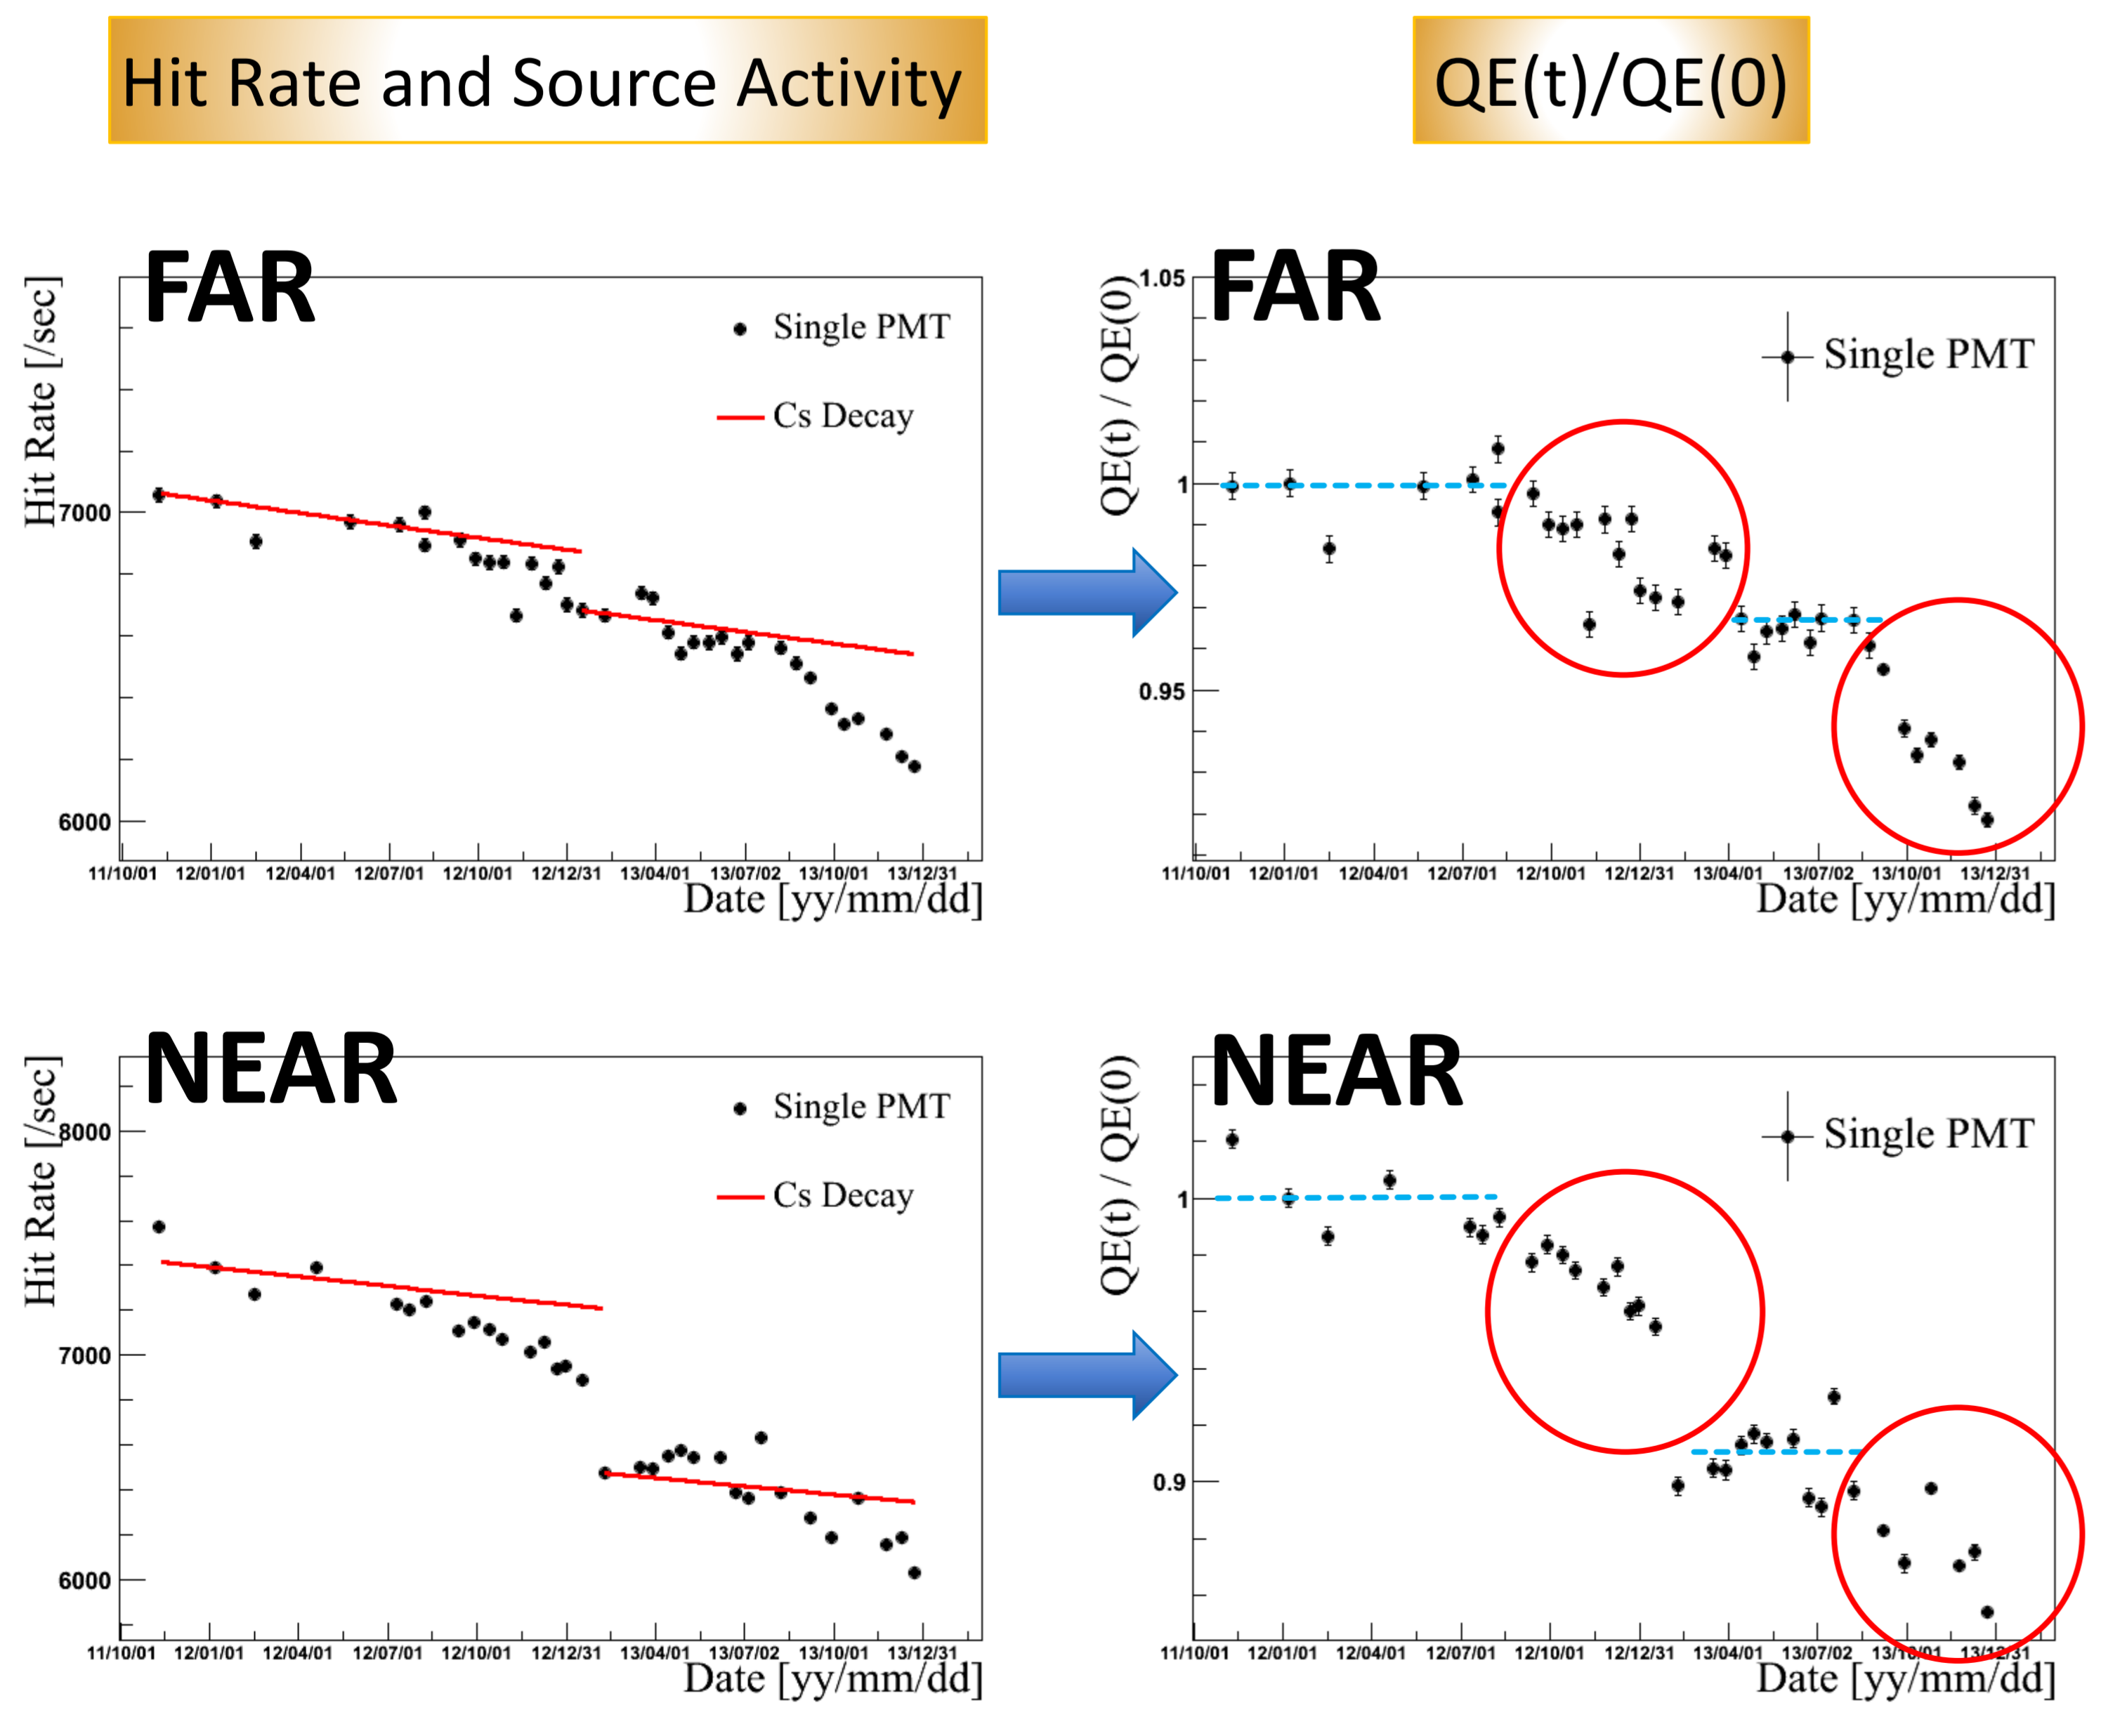 Hit Rate and Source Activity
QE(t)/QE(0)
FAR
Hit Rate [/sec]
Single PMT
Cs Decay
7000
6000
11/10/01 12/01/01 12/04/01 12/07/01 12/10/01 12/12/31 13/04/01 13/07/02 13/10/01 13/12/31
Date [yy/mm/dd]
FAR
QE(t) / QE(0)
Single PMT
1.05
1
0.95
11/10/01 12/01/01 12/04/01 12/07/01 12/10/01 12/12/31 13/04/01 13/07/02 13/10/01 13/12/31
Date [yy/mm/dd]
NEAR
Hit Rate [/sec]
Single PMT
Cs Decay
8000
7000
6000
11/10/01 12/01/01 12/04/01 12/07/01 12/10/01 12/12/31 13/04/01 13/07/02 13/10/01 13/12/31
Date [yy/mm/dd]
NEAR
QE(t) / QE(0)
Single PMT
1
0.9
11/10/01 12/01/01 12/04/01 12/07/01 12/10/01 12/12/31 13/04/01 13/07/02 13/10/01 13/12/31
Date [yy/mm/dd]